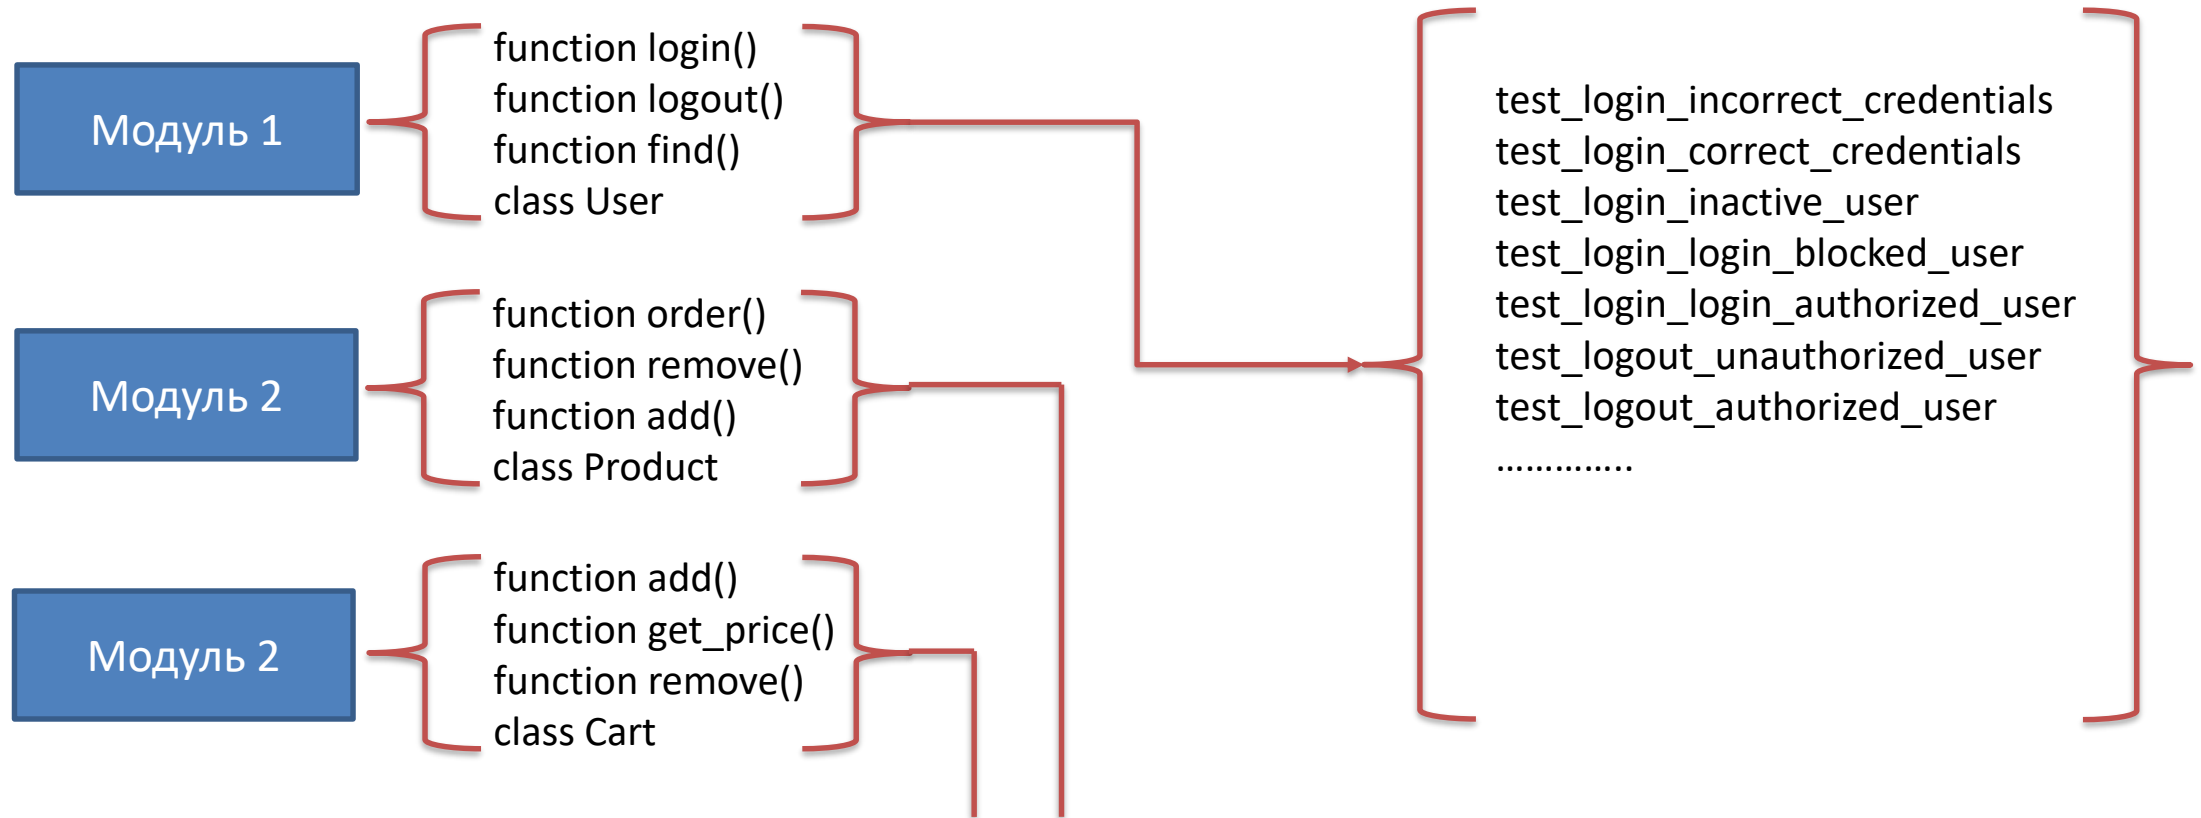 Модуль 1
function login()
function logout()
function find()
class User
Модуль 2
function order()
function remove()
function add()
class Product
Модуль 2
function add()
function get_price()
function remove()
class Cart
test_login_incorrect_credentials
test_login_correct_credentials
test_login_inactive_user
test_login_login_blocked_user
test_login_login_authorized_user
test_logout_unauthorized_user
test_logout_authorized_user
…………..